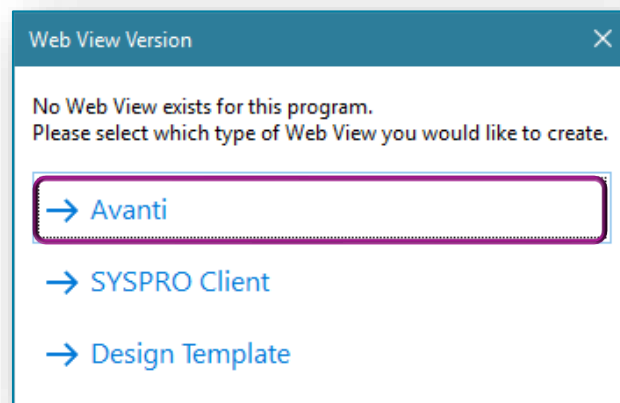 Web View Version
No Web View exists for this program.
Please select which type of Web View you would like to create.
Avanti
SYSPRO Client
Design Template